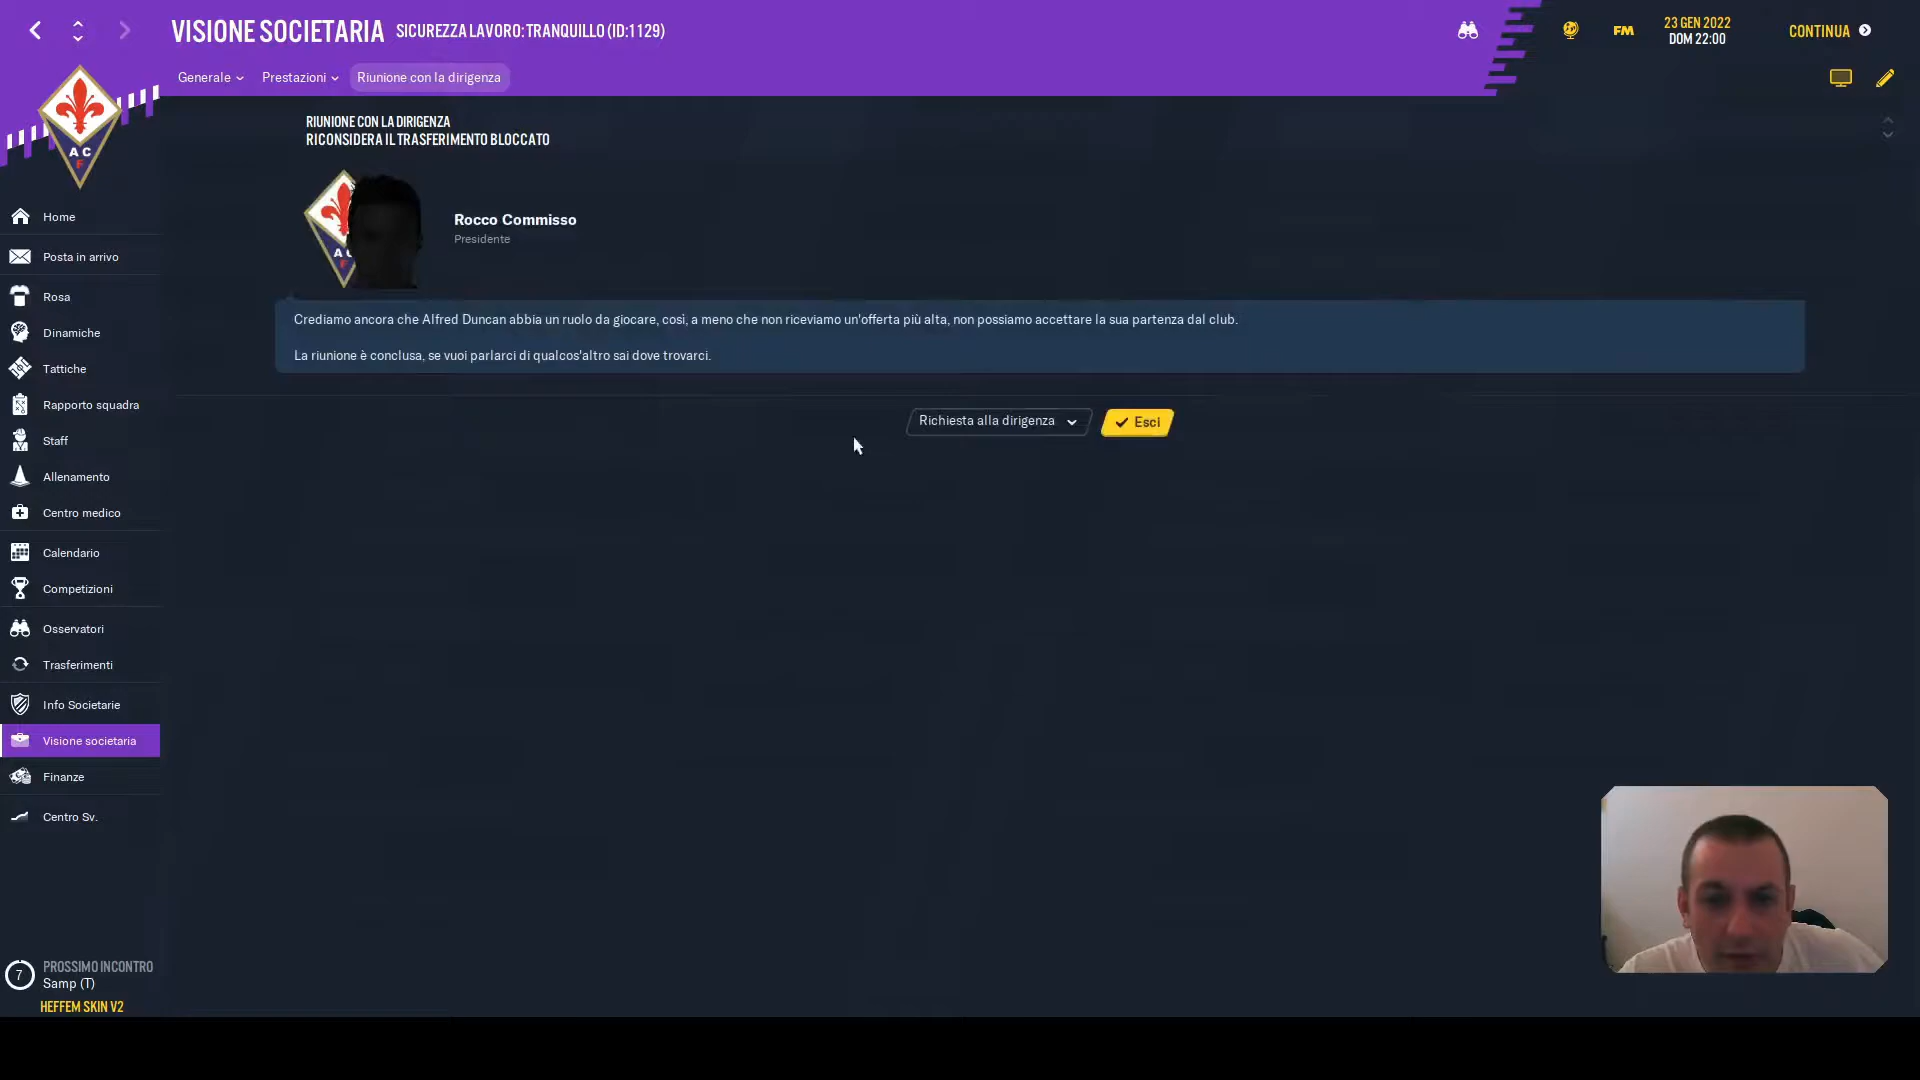 VISIONE SOCIETARIA
SICUREZZA LAVORO: TRANQUILLO (ID:1129)
FM
23 GEN 2022
DOM 22:00
CONTINUA
Generale
Prestazioni
Riunione con la dirigenza
A C
F
RIUNIONE CON LA DIRIGENZA
RICONSIDERA IL TRASFERIMENTO BLOCCATO
Rocco Commisso
Presidente
Crediamo ancora che Alfred Duncan abbia un ruolo da giocare, così, a meno che non riceviamo un'offerta più alta, non possiamo accettare la sua partenza dal club.
La riunione è conclusa, se vuoi parlarci di qualcos'altro sai dove trovarci.
Richiesta alla dirigenza
Esci
Home
Posta in arrivo
Rosa
Dinamiche
Tattiche
Rapporto squadra
Staff
Allenamento
Centro medico
Calendario
Competizioni
Osservatori
Trasferimenti
Info Societarie
Visione societaria
Finanze
Centro Sv.
7
PROSSIMO INCONTRO
Samp (T)
HEFFEM SKIN V2